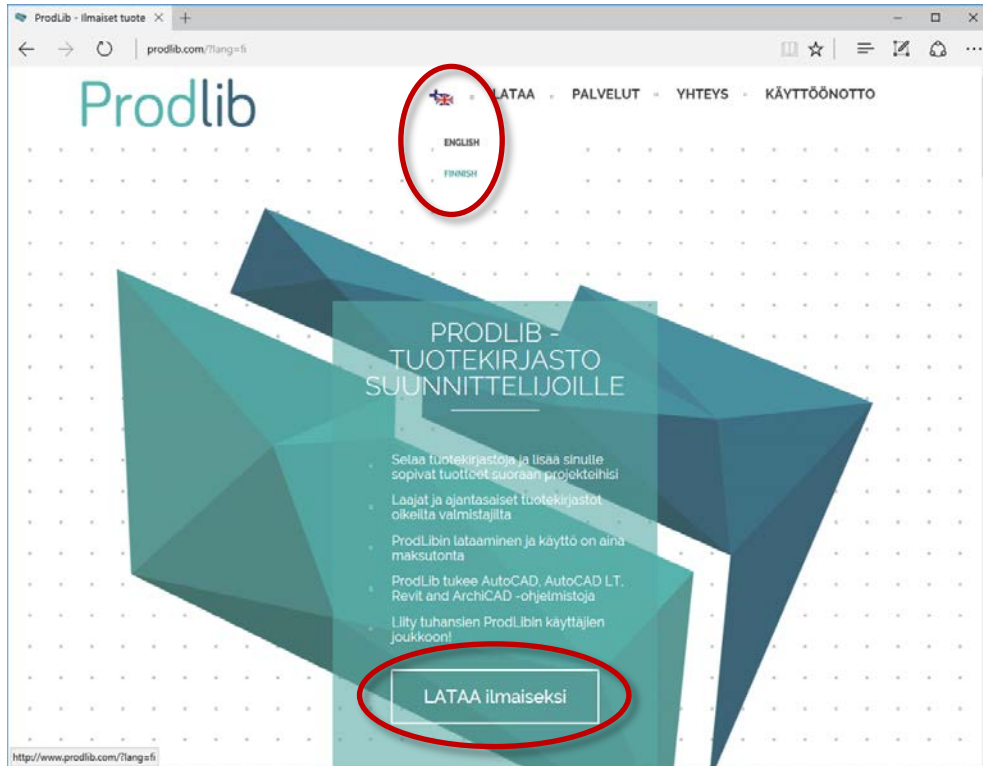 ProdLib - Ilmaiset tuote
prodlib.com/?lang=fi
Prodlib
LATAA
PALVELUT
YHTEYS
KÄYTTÖÖNOTTO
ENGLISH
FINNISH
PRODLIB -
TUOTEKIRJASTO
SUUNNITTELIJOILLE
Selaa tuotekirjastoja ja lisää sinulle
sopivat tuotteet suoraan projekteihisi
Laajat ja ajantasaiset tuotekirjastot
oikeilta valmistajilta
ProdLibin lataaminen ja käyttö on aina
maksutonta
ProdLib tukee AutoCAD, AutoCAD LT,
Revit and ArchiCAD -ohjelmistoja
Liity tuhansien ProdLibin käyttäjien
joukkoon!
LATAA ilmaiseksi
http://www.prodlib.com/?lang=fi